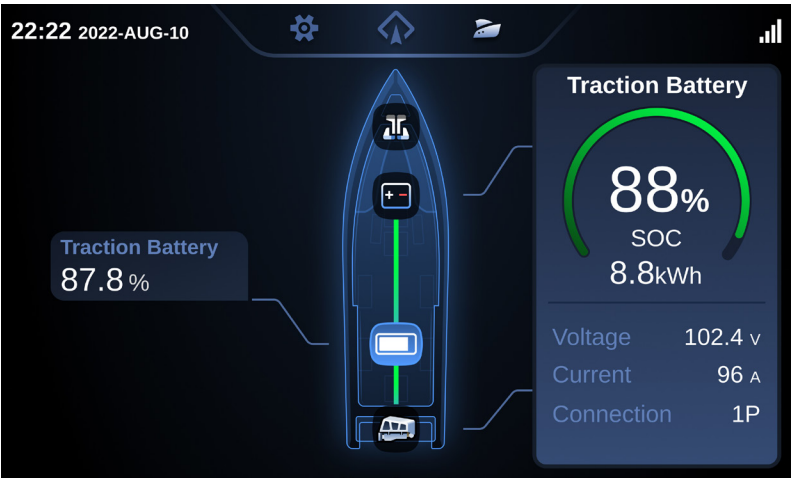 22:22 2022-AUG-10
Traction Battery
88%
SOC
8.8kWh
Traction Battery
87.8 %
Voltage 102.4 V
Current 96 A
Connection 1P